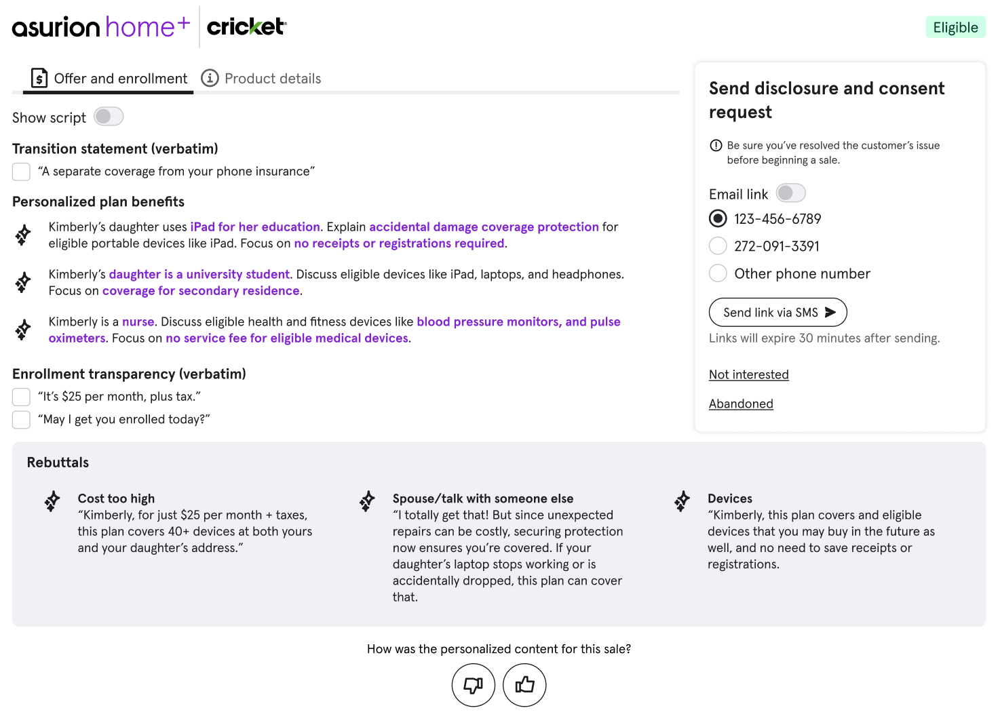 asurion home+ cricket
Eligible
Offer and enrollment
Product details
Show script
Transition statement (verbatim)
“A separate coverage from your phone insurance”
Personalized plan benefits
Kimberly’s daughter uses iPad for her education. Explain accidental damage coverage protection for
eligible portable devices like iPad. Focus on no receipts or registrations required.
Kimberly’s daughter is a university student. Discuss eligible devices like iPad, laptops, and headphones.
Focus on coverage for secondary residence.
Kimberly is a nurse. Discuss eligible health and fitness devices like blood pressure monitors, and pulse
oximeters. Focus on no service fee for eligible medical devices.
Enrollment transparency (verbatim)
“It’s $25 per month, plus tax.”
“May I get you enrolled today?”
Send disclosure and consent
request
Be sure you’ve resolved the customer’s issue
before beginning a sale.
Email link
123-456-6789
272-091-3391
Other phone number
Send link via SMS
Links will expire 30 minutes after sending.
Not interested
Abandoned
Rebuttals
Cost too high
“Kimberly, for just $25 per month + taxes,
this plan covers 40+ devices at both yours
and your daughter’s address.”
Spouse/talk with someone else
“I totally get that! But since unexpected
repairs can be costly, securing protection
now ensures you’re covered. If your
daughter’s laptop stops working or is
accidentally dropped, this plan can cover
that.
Devices
“Kimberly, this plan covers and eligible
devices that you may buy in the future as
well, and no need to save receipts or
registrations.
How was the personalized content for this sale?